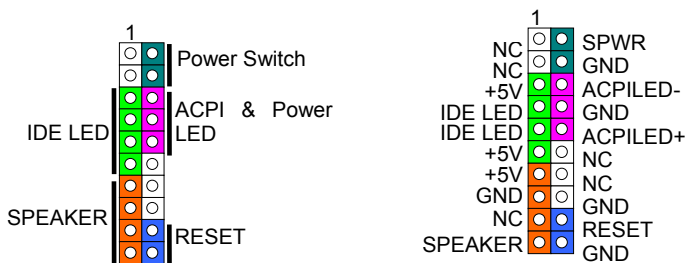 1
Power Switch
ACPI & Power
LED
IDE LED
SPEAKER
RESET
1
NC
NC
+5V
IDE LED
IDE LED
+5V
+5V
GND
NC
SPEAKER
SPWR
GND
ACPILED-
GND
ACPILED+
NC
NC
GND
RESET
GND